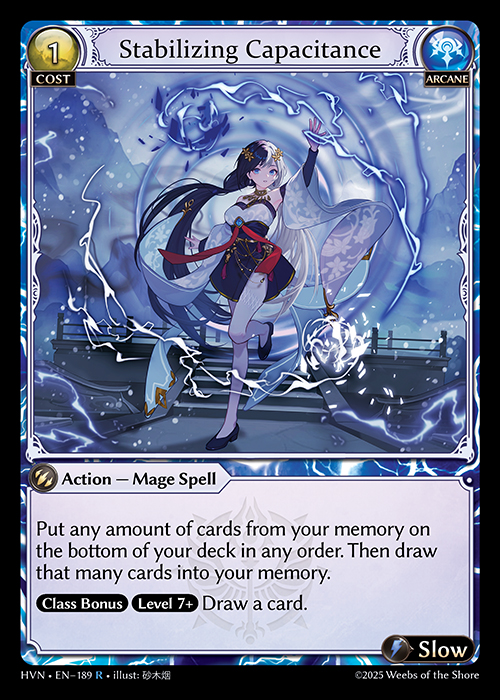 1
Stabilizing Capacitance
COST
ARCANE
Action — Mage Spell
Put any amount of cards from your memory on
the bottom of your deck in any order. Then draw
that many cards into your memory.
Class Bonus Level 7+ Draw a card.
Slow
HVN • EN-189 R • illust: 砂木烟
©2025 Weebs of the Shore